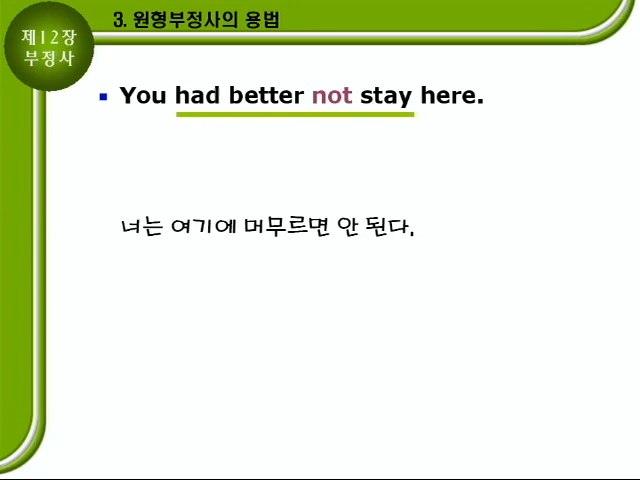 제12장
부정사
3. 원형부정사의 용법
You had better not stay here.
너는 여기에 머무르면 안 된다.